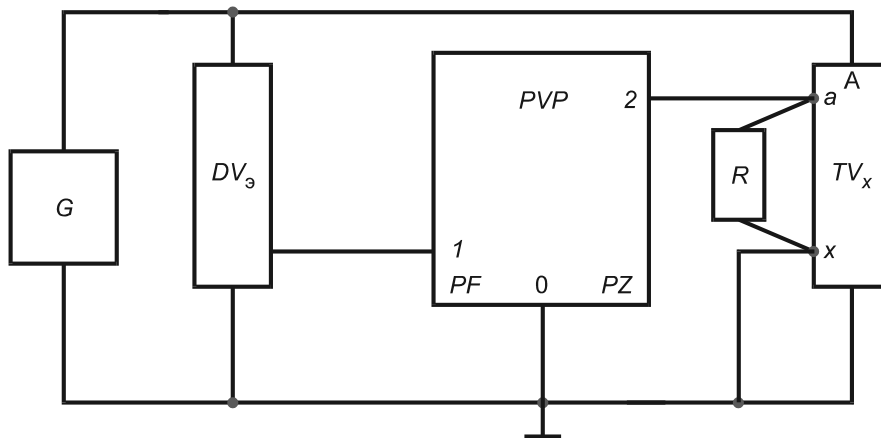 A
PVP 2 a
G DVэ R TVx
1 x
PF 0 PZ